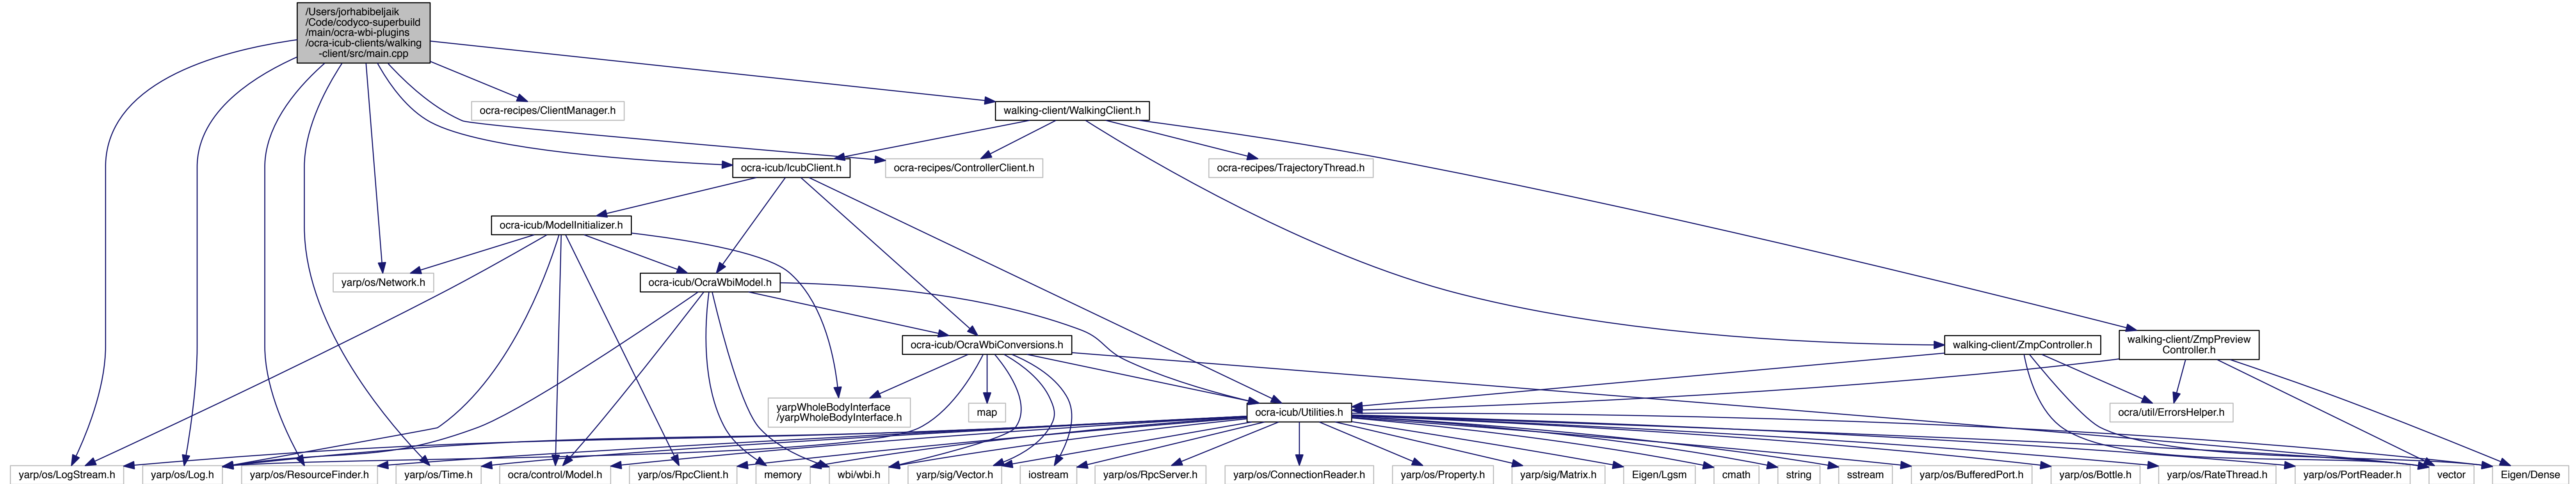 /Users/jorhabibeljaik
/Code/codyco-superbuild
/main/ocra-wbi-plugins
/ocra-icub-clients/walking
-client/src/main.cpp
ocra-recipes/ClientManager.h
walking-client/WalkingClient.h
ocra-icub/IcubClient.h
ocra-recipes/ControllerClient.h
ocra-recipes/TrajectoryThread.h
ocra-icub/ModelInitializer.h
yarp/os/Network.h
ocra-icub/OcraWbiModel.h
ocra-icub/OcraWbiConversions.h
walking-client/ZmpController.h
walking-client/ZmpPreview
Controller.h
yarpWholeBodyInterface
/yarpWholeBodyInterface.h
map
ocra-icub/Utilities.h
ocra/util/ErrorsHelper.h
yarp/os/LogStream.h
yarp/os/Log.h
yarp/os/ResourceFinder.h
yarp/os/Time.h
ocra/control/Model.h
yarp/os/RpcClient.h
memory
wbi/wbi.h
yarp/sig/Vector.h
iostream
yarp/os/RpcServer.h
yarp/os/ConnectionReader.h
yarp/os/Property.h
yarp/sig/Matrix.h
Eigen/Lgsm
cmath
string
sstream
yarp/os/BufferedPort.h
yarp/os/Bottle.h
yarp/os/RateThread.h
yarp/os/PortReader.h
vector
Eigen/Dense